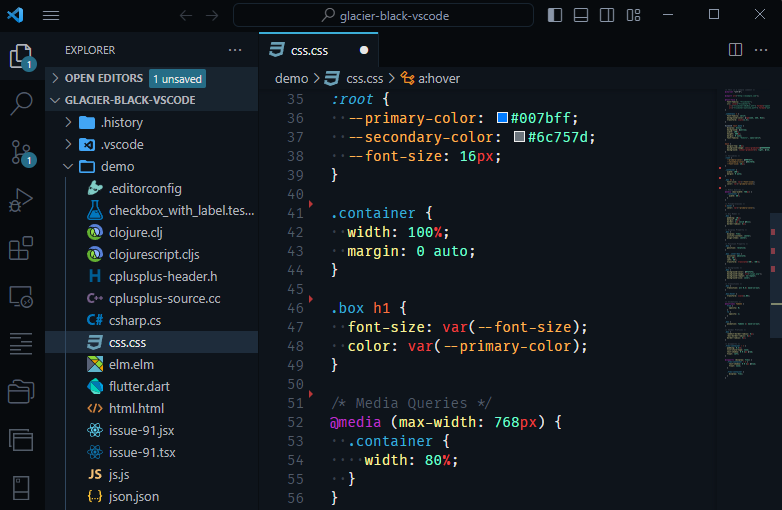 glacier-black-vscode
EXPLORER
css.css
1
OPEN EDITORS 1 unsaved
demo css.css a:hover
GLACIER-BLACK-VSCODE
.history
.vscode
1
demo
.editorconfig
checkbox_with_label.tes...
clojure.clj
clojurescript.cljs
cplusplus-header.h
cplusplus-source.cc
csharp.cs
css.css
elm.elm
flutter.dart
html.html
issue-91.jsx
issue-91.tsx
JS js.js
json.json
35 :root {
36 --primary-color: #007bff;
37 --secondary-color: #6c757d;
38 --font-size: 16px;
39 }
40
41 .container {
42 width: 100%;
43 margin: 0 auto;
44 }
45
46 .box h1 {
47 font-size: var(--font-size);
48 color: var(--primary-color);
49 }
50
51 /* Media Queries */
52 @media (max-width: 768px) {
53 .container {
54 width: 80%;
55 }
56 }